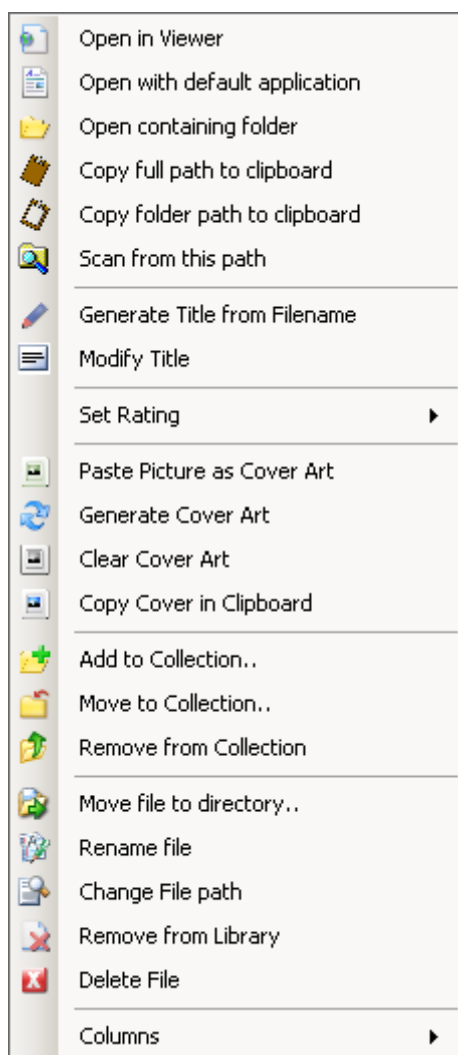 Open in Viewer
Open with default application
Open containing folder
Copy full path to clipboard
Copy folder path to clipboard
Scan from this path
Generate Title from Filename
Modify Title
Set Rating
Paste Picture as Cover Art
Generate Cover Art
Clear Cover Art
Copy Cover in Clipboard
Add to Collection..
Move to Collection..
Remove from Collection
Move file to directory..
Rename file
Change File path
Remove from Library
Delete File
Columns